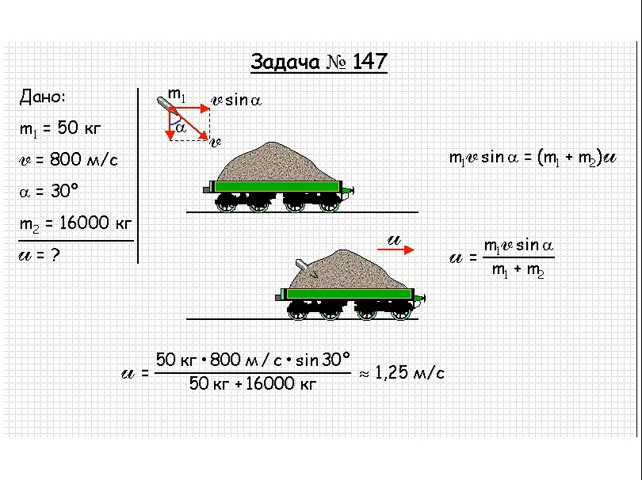 Задача № 147
Дано:
m₁ = 50 кг
v = 800 м/с
α = 30°
m₂ = 16000 кг
u = ?
m₁
v sin α
α
v
m₁v sin α = (m₁ + m₂)u
u
u = m₁v sin α / m₁ + m₂
u = 50 кг • 800 м / с • sin 30° / 50 кг + 16000 кг ≈ 1,25 м/с